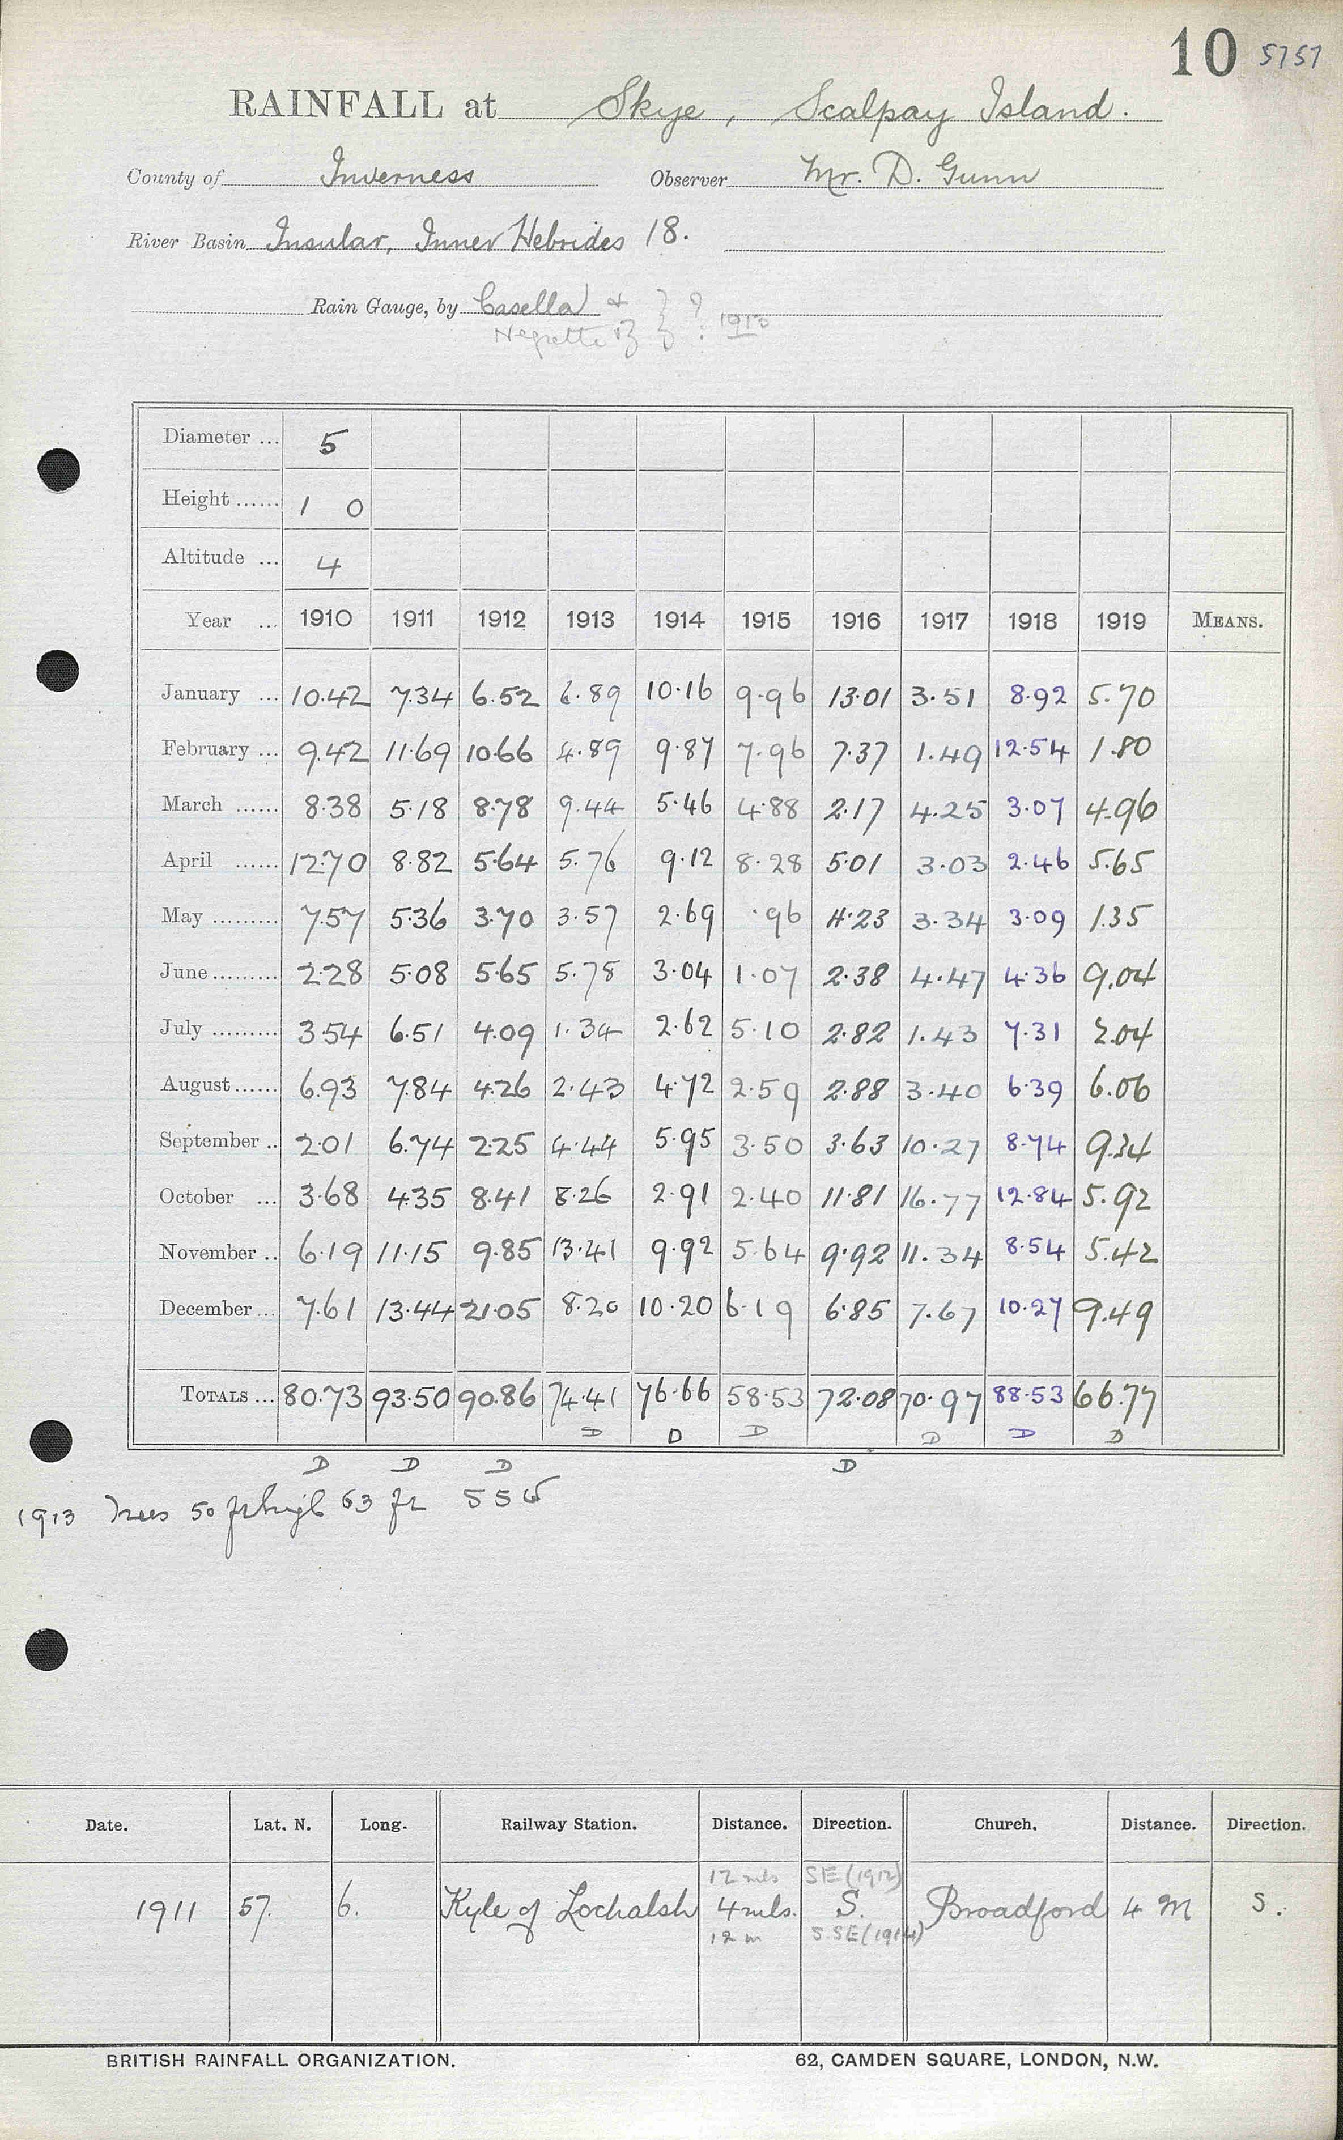 10 5757
RAINFALL at Skye, Scalpay Island.
County of Inverness Observer Mr. D. Gunn
River Basin Insular, Inner Hebrides 18.
Rain Gauge, by Casella &
Negretti & Z } ? 1912
Diameter ... 5
Height ...... 1 0
Altitude ... 4
Year ... 1910 1911 1912 1913 1914 1915 1916 1917 1918 1919 MEANS.
January ... 10.42 7.34 6.52 6.89 10.16 9.96 13.01 3.51 8.92 5.70
February ... 9.42 11.69 10.66 4.89 9.87 7.96 7.37 1.49 12.54 1.80
March ...... 8.38 5.18 8.78 9.44 5.46 4.88 2.17 4.25 3.07 4.96
April ...... 12.70 8.82 5.64 5.76 9.12 8.28 5.01 3.03 2.46 5.65
May ......... 7.57 5.36 3.70 3.57 2.69 .96 4.23 3.34 3.09 1.35
June ......... 2.28 5.08 5.65 5.78 3.04 1.07 2.38 4.47 4.36 9.04
July ......... 3.54 6.51 4.09 1.34 2.62 5.10 2.82 1.43 7.31 2.04
August ...... 6.93 7.84 4.26 2.43 4.72 2.59 2.88 3.40 6.39 6.06
September .. 2.01 6.74 2.25 4.44 5.95 3.50 3.63 10.27 8.74 9.34
October ... 3.68 4.35 8.41 8.26 2.91 2.40 11.81 16.77 12.84 5.92
November .. 6.19 11.15 9.85 13.41 9.92 5.64 9.92 11.34 8.54 5.42
December ... 7.61 13.44 21.05 8.20 10.20 6.19 6.85 7.67 10.27 9.49
TOTALS ... 80.73 93.50 90.86 74.41 76.66 58.53 72.08 70.97 88.53 66.77
D D D D D D
D D D D
1913 Trees 50 ft high 63 ft SSW
Date. Lat. N. Long. Railway Station. Distance. Direction. Church. Distance. Direction.
12 mls SE (1912)
1911 57. 6. Kyle of Lochalsh 4 mls. S. Broadford 4 M S.
12 m S.SE (1914)
BRITISH RAINFALL ORGANIZATION. 62, CAMDEN SQUARE, LONDON, N.W.